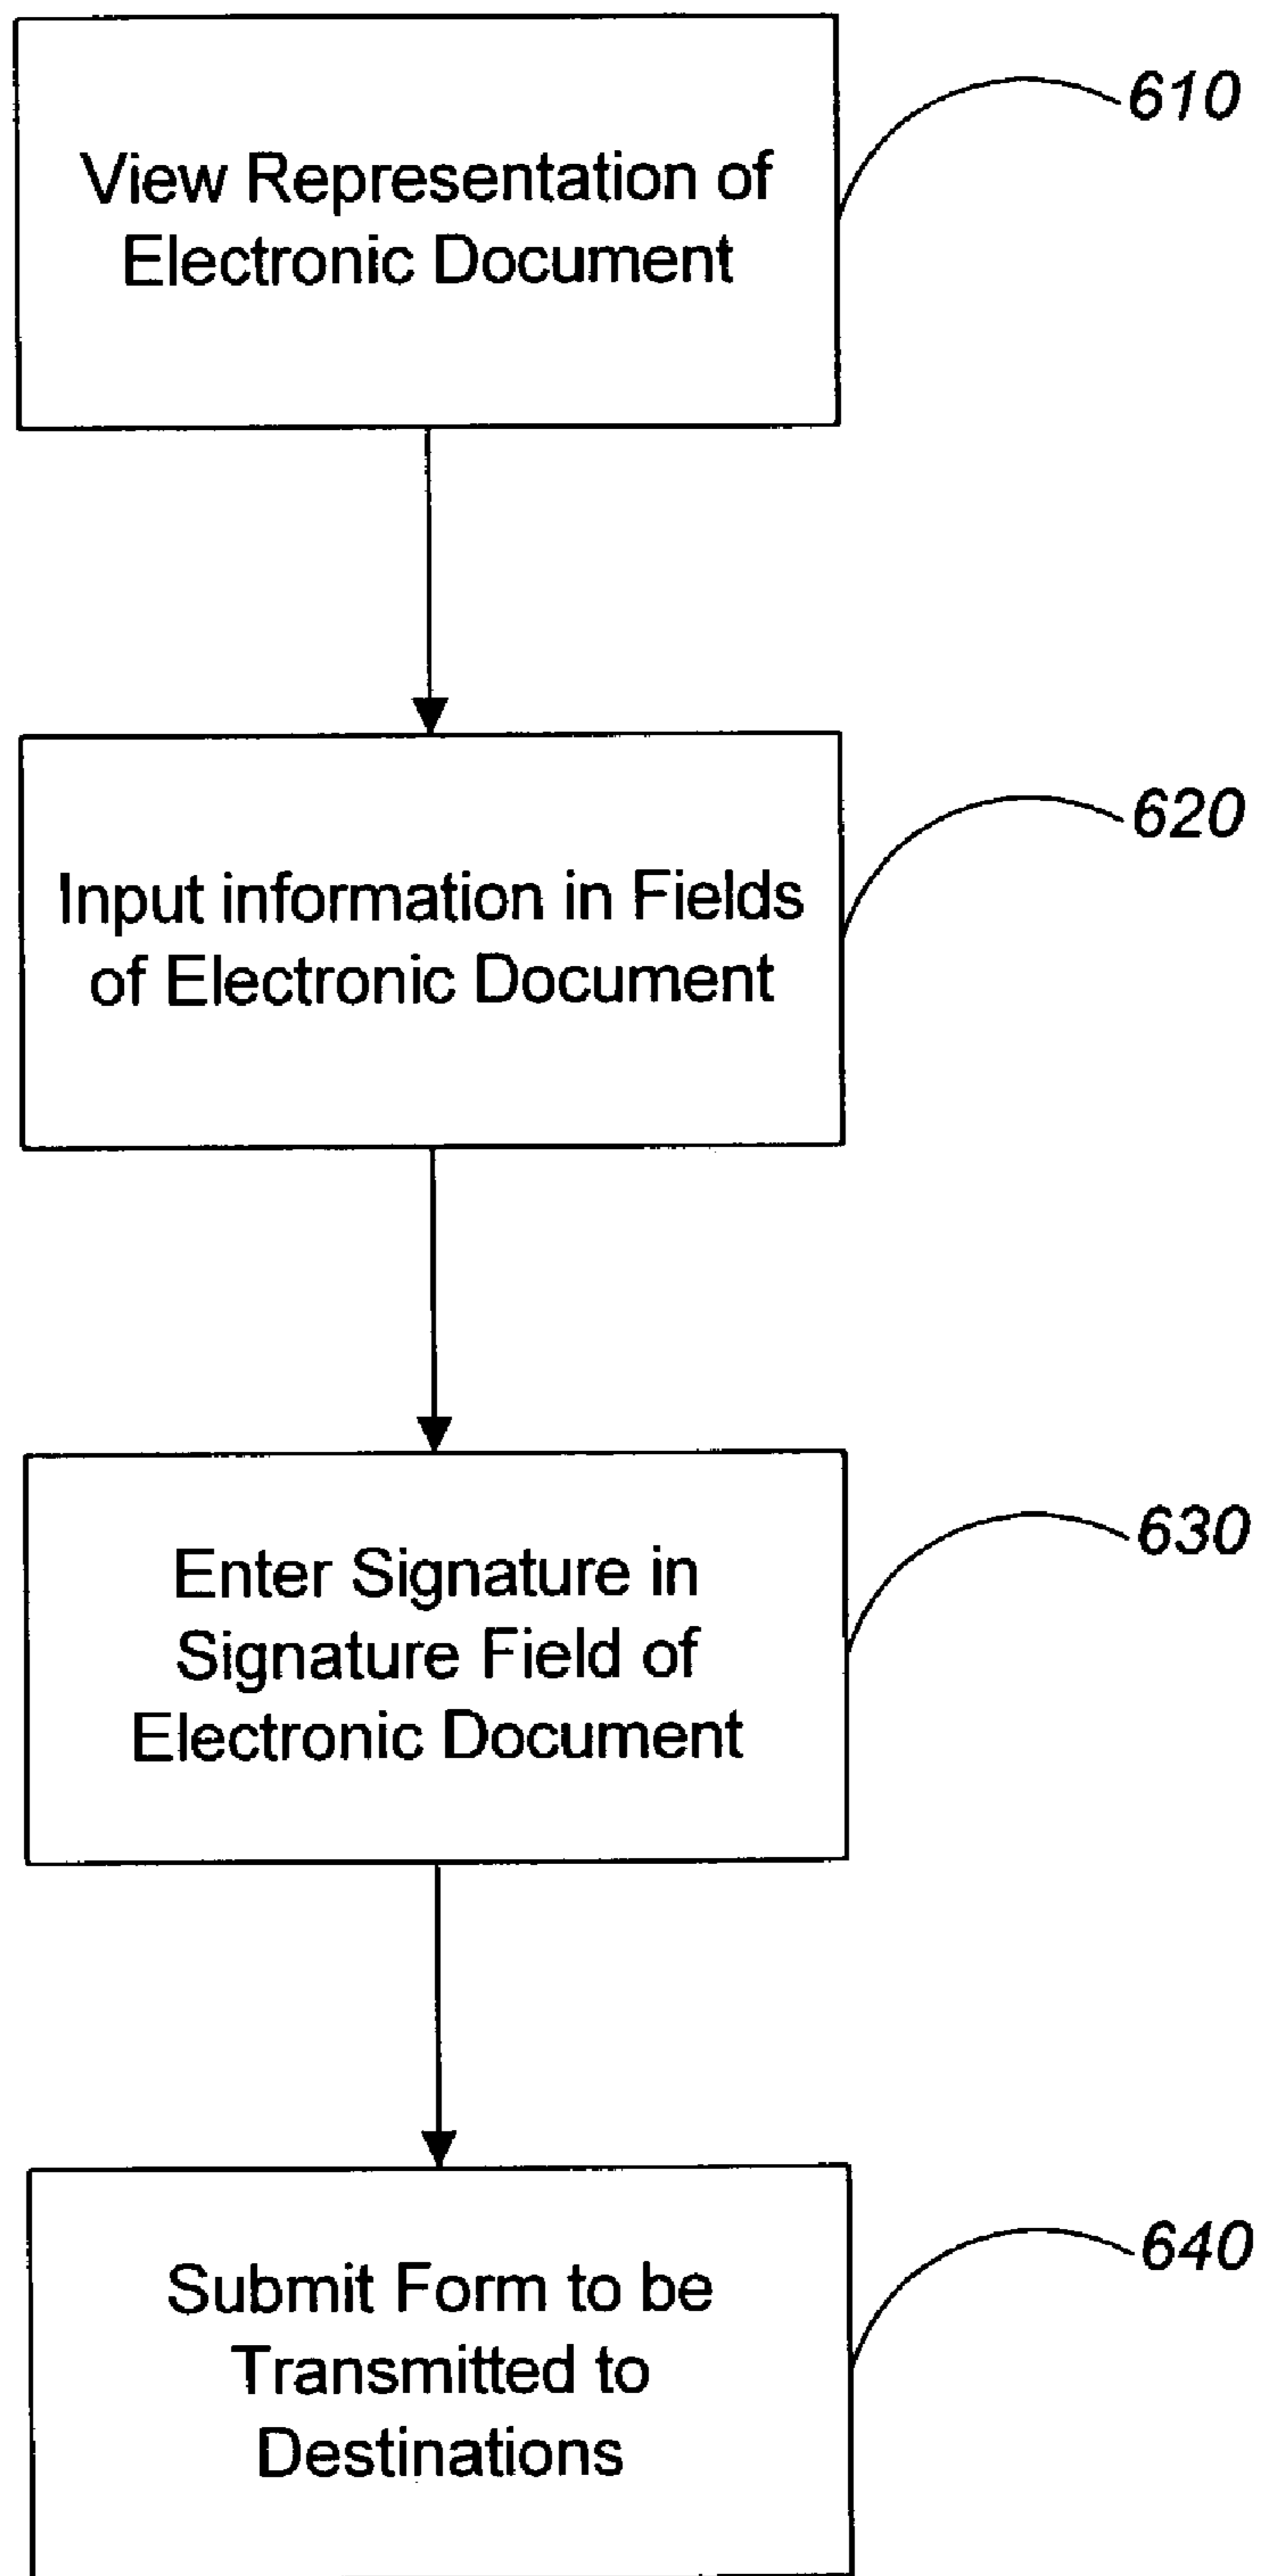 610
View Representation of
Electronic Document
620
Input information in Fields
of Electronic Document
630
Enter Signature in
Signature Field of
Electronic Document
640
Submit Form to be
Transmitted to
Destinations